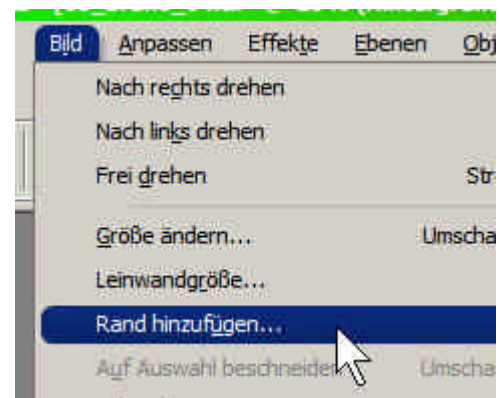 Bild Anpassen Effekte Ebenen Obj
Nach rechts drehen
Nach links drehen
Frei drehen Str
Größe ändern... Umscha
Leinwandgröße...
Rand hinzufügen...
Auf Auswahl beschneiden Umscha